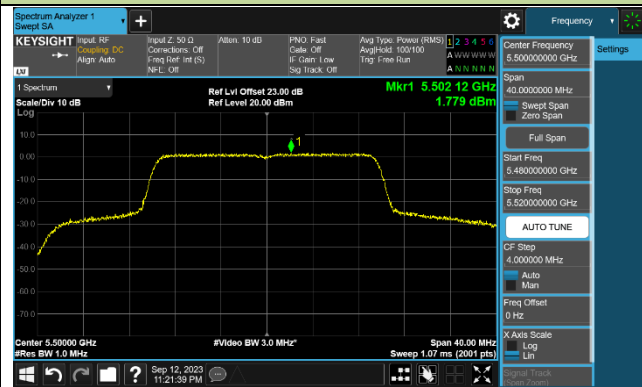 Spectrum Analyzer 1
Swept SA
Frequency
KEYSIGHT
Input: RF
Coupling: DC
Align: Auto
Input Z: 50 Ω
Corrections: Off
Freq Ref: Int (S)
NFE: Off
Atten: 10 dB
PNO: Fast
Gate: Off
IF Gain: Low
Sig Track: Off
Avg Type: Power (RMS)
Avg|Hold: 100/100
Trig: Free Run
1 2 3 4 5 6
A W W W W W
A N N N N N
LXI
1 Spectrum
Scale/Div 10 dB
Log
Ref Lvl Offset 23.00 dB
Ref Level 20.00 dBm
Mkr1 5.502 12 GHz
1.779 dBm
10.0
0.00
-10.0
-20.0
-30.0
-40.0
-50.0
-60.0
-70.0
1
Center 5.50000 GHz
#Res BW 1.0 MHz
#Video BW 3.0 MHz*
Span 40.00 MHz
Sweep 1.07 ms (2001 pts)
Sep 12, 2023
11:21:39 PM
Center Frequency
5.500000000 GHz
Settings
Span
40.0000000 MHz
Swept Span
Zero Span
Full Span
Start Freq
5.480000000 GHz
Stop Freq
5.520000000 GHz
AUTO TUNE
CF Step
4.000000 MHz
Auto
Man
Freq Offset
0 Hz
X Axis Scale
Log
Lin
Signal Track
(Span Zoom)